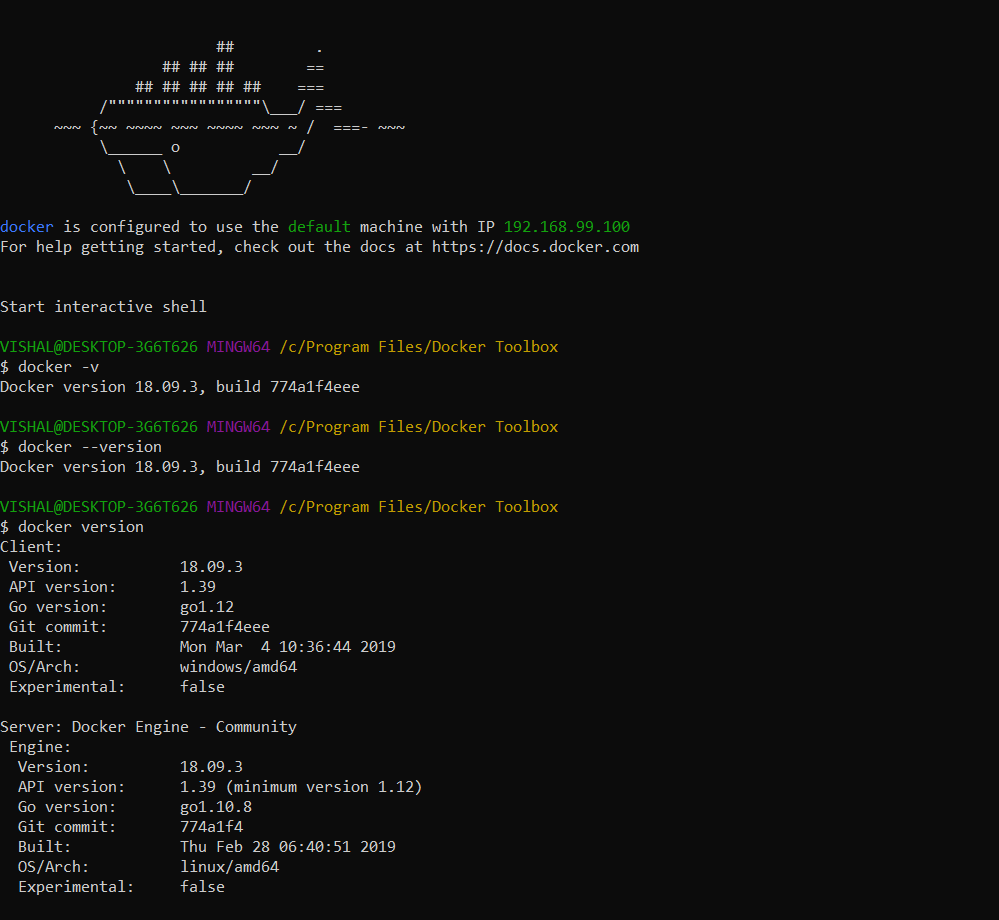 ##         .
                  ## ## ##        ==
               ## ## ## ## ##    ===
           /"""""""""""""""""\___/ ===
      ~~~ {~~ ~~~~ ~~~ ~~~~ ~~~ ~ /  ===- ~~~
           \______ o           __/
             \    \         __/
              \____\_______/
docker is configured to use the default machine with IP 192.168.99.100
For help getting started, check out the docs at https://docs.docker.com
Start interactive shell
VISHAL@DESKTOP-3G6T626 MINGW64 /c/Program Files/Docker Toolbox
$ docker -v
Docker version 18.09.3, build 774a1f4eee
VISHAL@DESKTOP-3G6T626 MINGW64 /c/Program Files/Docker Toolbox
$ docker --version
Docker version 18.09.3, build 774a1f4eee
VISHAL@DESKTOP-3G6T626 MINGW64 /c/Program Files/Docker Toolbox
$ docker version
Client:
 Version:           18.09.3
 API version:       1.39
 Go version:        go1.12
 Git commit:        774a1f4eee
 Built:             Mon Mar  4 10:36:44 2019
 OS/Arch:           windows/amd64
 Experimental:      false
Server: Docker Engine - Community
 Engine:
  Version:          18.09.3
  API version:      1.39 (minimum version 1.12)
  Go version:       go1.10.8
  Git commit:       774a1f4
  Built:            Thu Feb 28 06:40:51 2019
  OS/Arch:          linux/amd64
  Experimental:     false